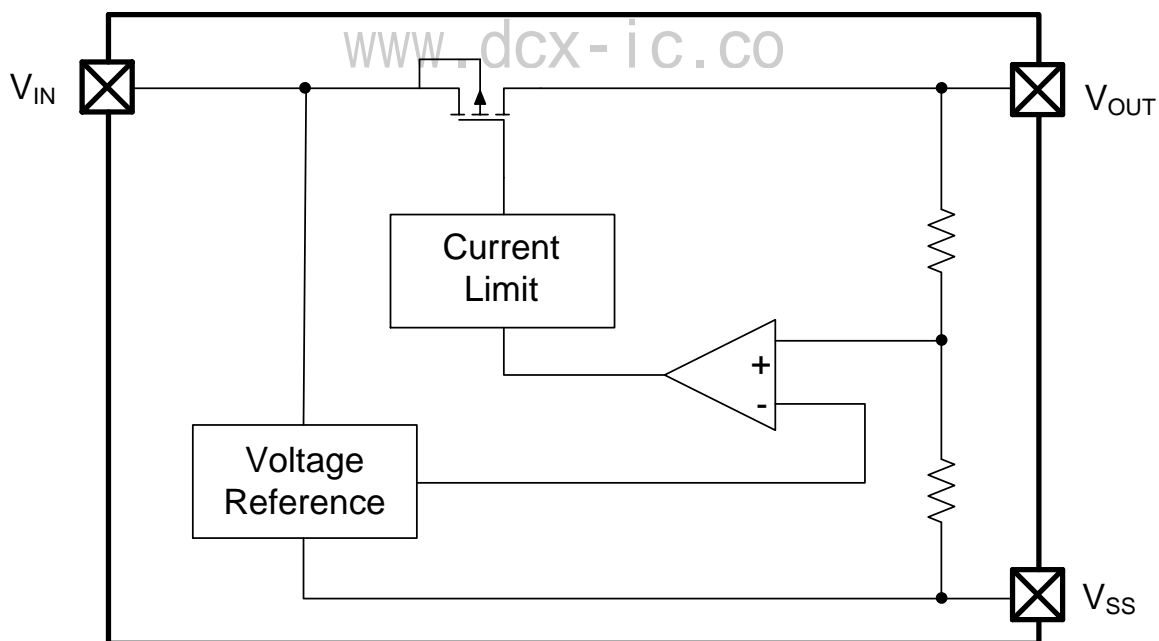 www.dcx-ic.co
VIN
VOUT
Current
Limit
+
-
Voltage
Reference
VSS